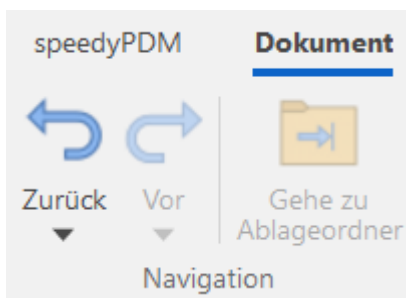 speedyPDM Dokument
Zurück Vor Gehe zu
Ablageordner
Navigation